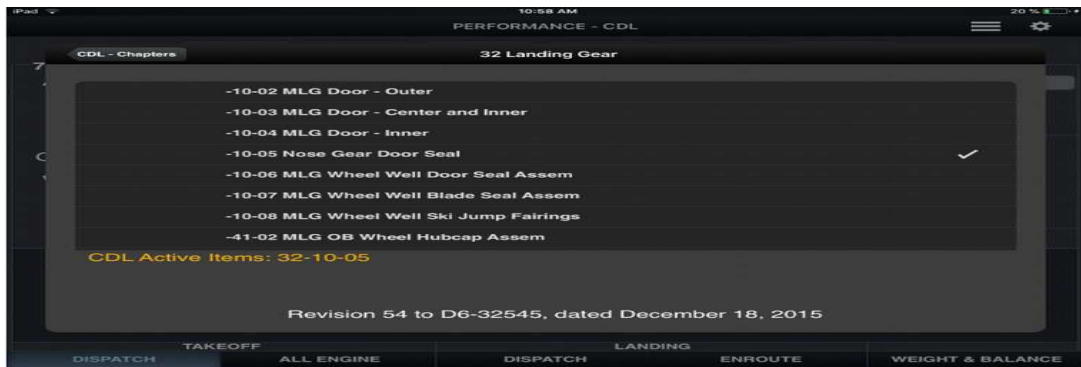 iPad 10:58 AM 20 %
PERFORMANCE - CDL
CDL - Chapters 32 Landing Gear
7
-10-02 MLG Door - Outer
-10-03 MLG Door - Center and Inner
-10-04 MLG Door - Inner
-10-05 Nose Gear Door Seal
-10-06 MLG Wheel Well Door Seal Assem
-10-07 MLG Wheel Well Blade Seal Assem
-10-08 MLG Wheel Well Ski Jump Fairings
-41-02 MLG OB Wheel Hubcap Assem
CDL Active Items: 32-10-05
Revision 54 to D6-32545, dated December 18, 2015
TAKEOFF LANDING
DISPATCH ALL ENGINE DISPATCH ENROUTE WEIGHT & BALANCE